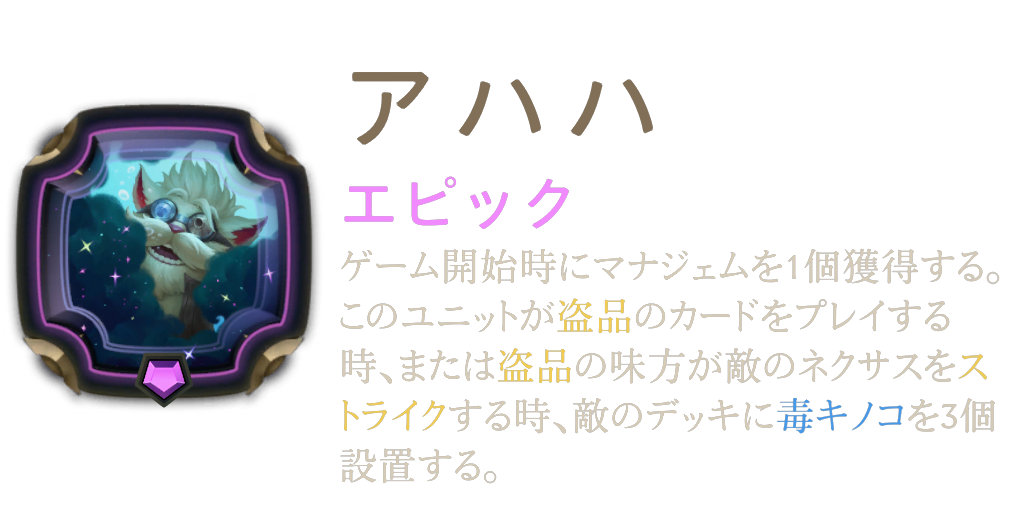 アハハ
エピック
ゲーム開始時にマナジェムを1個獲得する。
このユニットが盗品のカードをプレイする
時、または盗品の味方が敵のネクサスをス
トライクする時、敵のデッキに毒キノコを3個
設置する。